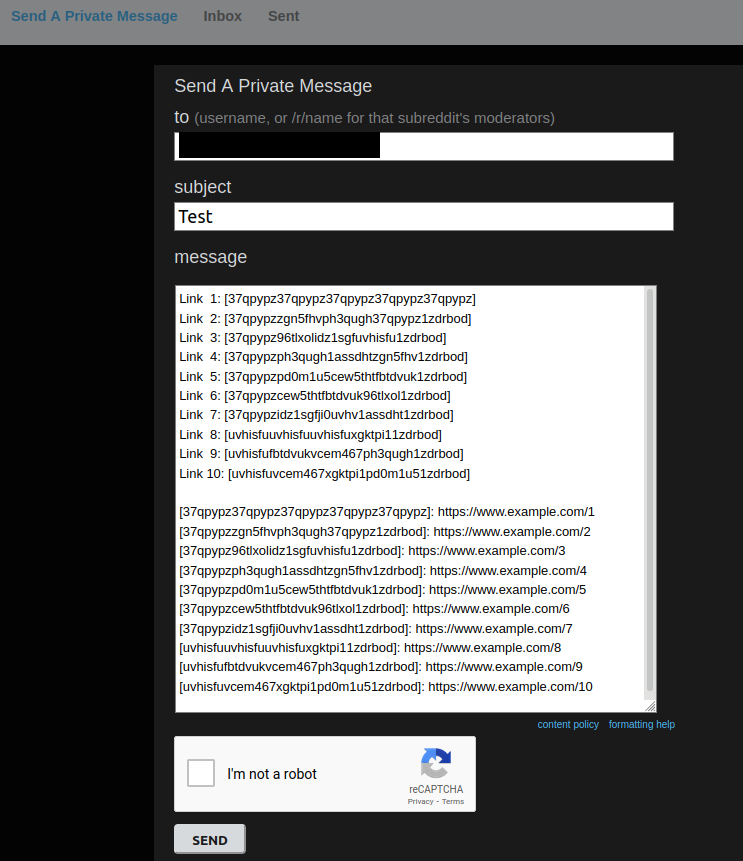 Send A Private Message Inbox Sent
Send A Private Message
to (username, or /r/name for that subreddit's moderators)
subject
Test
message
Link  1: [37qpypz37qpypz37qpypz37qpypz37qpypz]
Link  2: [37qpypzzgn5fhvph3qugh37qpypz1zdrbod]
Link  3: [37qpypz96tlxolidz1sgfuvhisfu1zdrbod]
Link  4: [37qpypzph3qugh1assdhtzgn5fhv1zdrbod]
Link  5: [37qpypzpd0m1u5cew5thtfbtdvuk1zdrbod]
Link  6: [37qpypzcew5thtfbtdvuk96tlxol1zdrbod]
Link  7: [37qpypzidz1sgfji0uvhv1assdht1zdrbod]
Link  8: [uvhisfuuvhisfuuvhisfuxgktpi11zdrbod]
Link  9: [uvhisfufbtdvukvcem467ph3qugh1zdrbod]
Link 10: [uvhisfuvcem467xgktpi1pd0m1u51zdrbod]
[37qpypz37qpypz37qpypz37qpypz37qpypz]: https://www.example.com/1
[37qpypzzgn5fhvph3qugh37qpypz1zdrbod]: https://www.example.com/2
[37qpypz96tlxolidz1sgfuvhisfu1zdrbod]: https://www.example.com/3
[37qpypzph3qugh1assdhtzgn5fhv1zdrbod]: https://www.example.com/4
[37qpypzpd0m1u5cew5thtfbtdvuk1zdrbod]: https://www.example.com/5
[37qpypzcew5thtfbtdvuk96tlxol1zdrbod]: https://www.example.com/6
[37qpypzidz1sgfji0uvhv1assdht1zdrbod]: https://www.example.com/7
[uvhisfuuvhisfuuvhisfuxgktpi11zdrbod]: https://www.example.com/8
[uvhisfufbtdvukvcem467ph3qugh1zdrbod]: https://www.example.com/9
[uvhisfuvcem467xgktpi1pd0m1u51zdrbod]: https://www.example.com/10
content policy formatting help
I'm not a robot
reCAPTCHA
Privacy - Terms
SEND